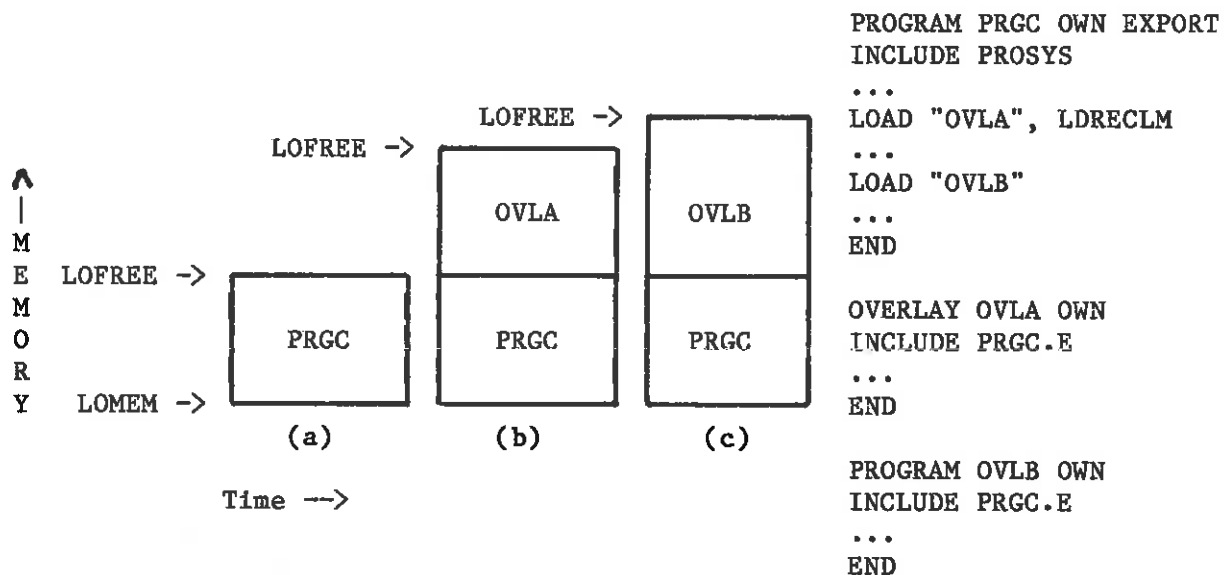 PROGRAM PRGC OWN EXPORT
INCLUDE PROSYS
...
LOAD "OVLA", LDRECLM
...
LOAD "OVLB"
...
END
OVERLAY OVLA OWN
INCLUDE PRGC.E
...
END
PROGRAM OVLB OWN
INCLUDE PRGC.E
...
END
LOFREE ->
LOFREE ->
OVLA
OVLB
MEMORY
LOFREE ->
PRGC
PRGC
PRGC
LOMEM ->
(a)
(b)
(c)
Time -->